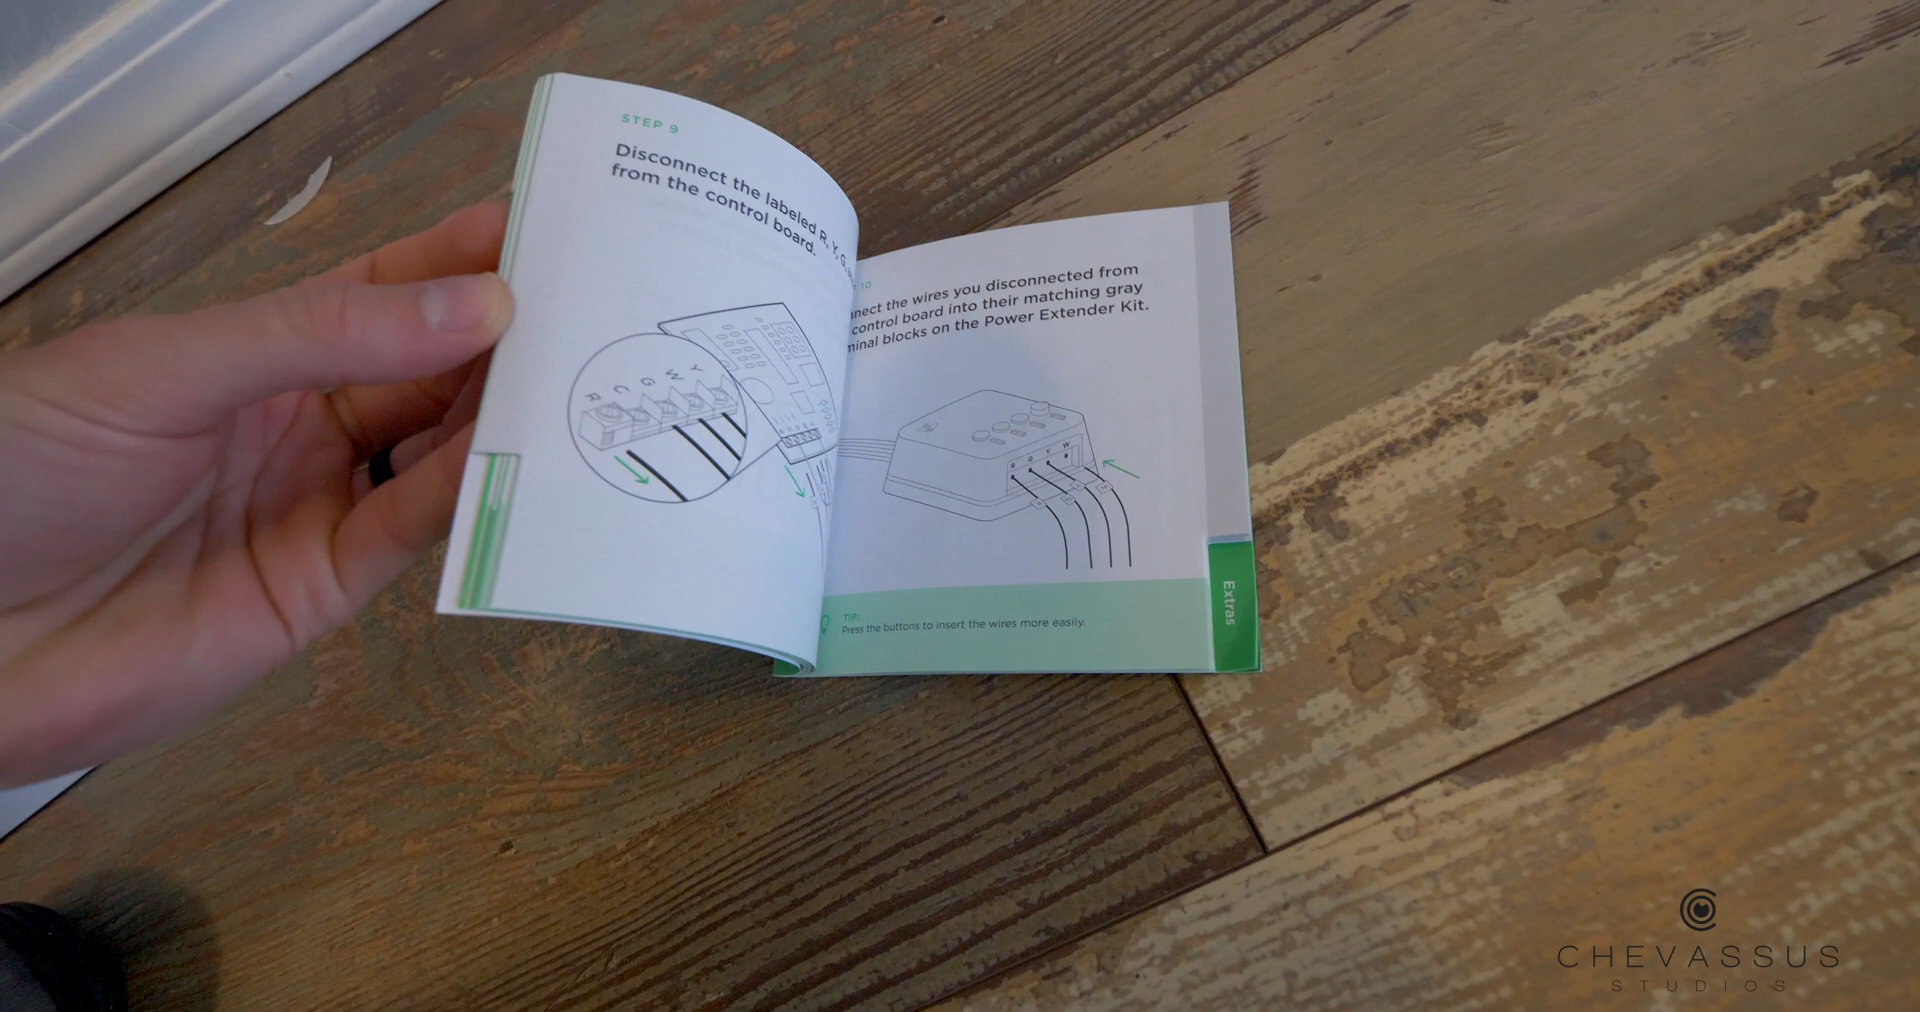 STEP 9
Disconnect the labeled R, Y, G,
from the control board.
R C G W Y
10
the wires you disconnected from
control board into their matching gray
blocks on the Power Extender Kit.
R G Y W
TIP:
Press the buttons to insert the wires more easily.
Extras
CHEVASSUS
STUDIOS